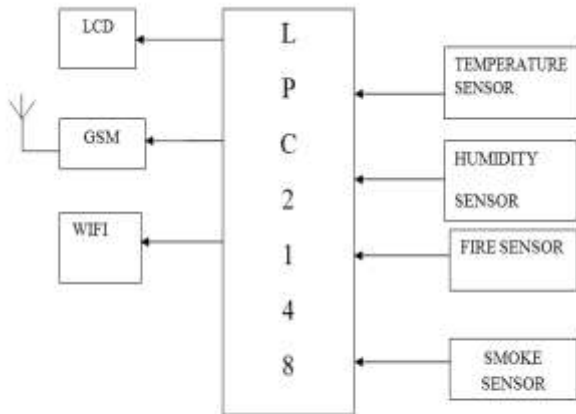 LCD
GSM
WIFI
L
P
C
2
1
4
8
TEMPERATURE
SENSOR
HUMIDITY
SENSOR
FIRE SENSOR
SMOKE
SENSOR